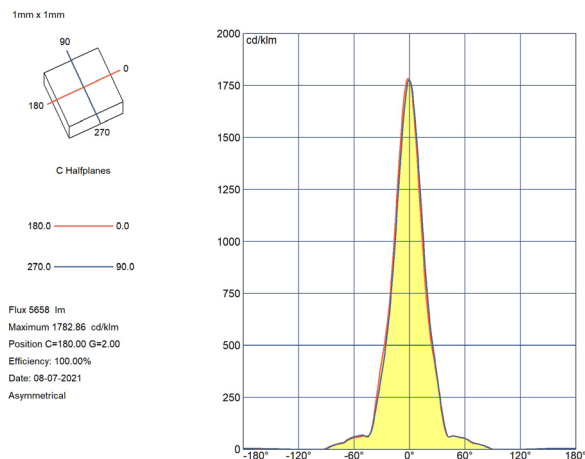 1mm x 1mm
90
0
180
270
C Halfplanes
180.0 0.0
270.0 90.0
Flux 5658 lm
Maximum 1782.86 cd/klm
Position C=180.00 G=2.00
Efficiency: 100.00%
Date: 08-07-2021
Asymmetrical
2000
cd/klm
1750
1500
1250
1000
750
500
250
0
-180° -120° -60° 0° 60° 120° 180°